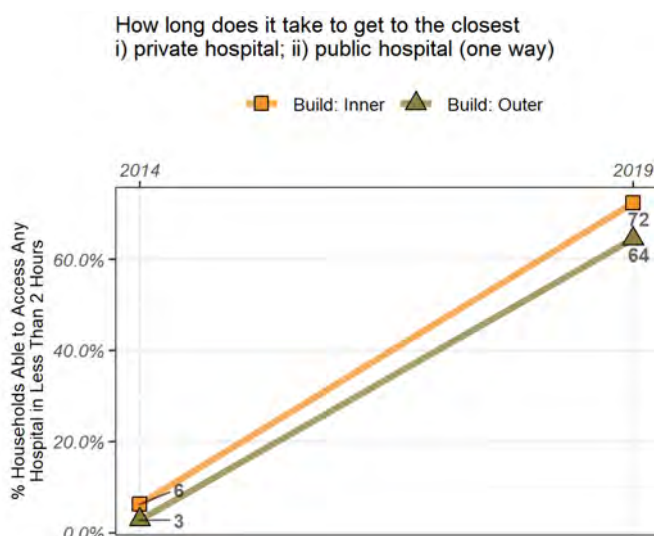 How long does it take to get to the closest
i) private hospital; ii) public hospital (one way)
Build: Inner Build: Outer
2014 2019
% Households Able to Access Any
Hospital in Less Than 2 Hours
60.0%
40.0%
20.0%
0.0%
72
64
6
3